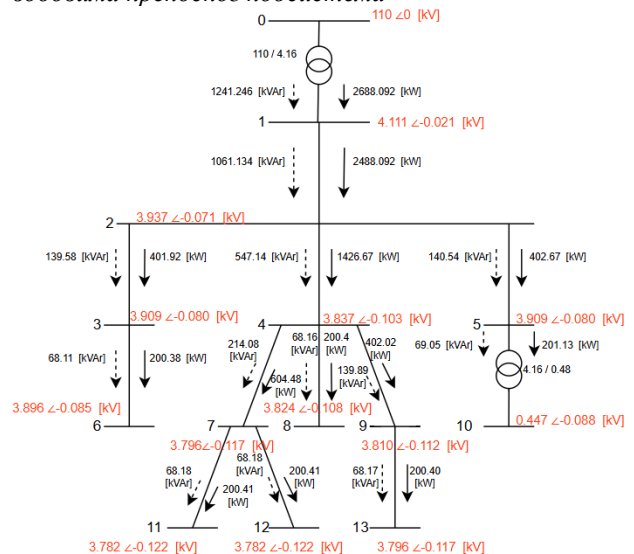 0 110 ∠0 [kV]
110 / 4.16
1241.246 [kVAr] 2688.092 [kW]
1 4.111 ∠-0.021 [kV]
1061.134 [kVAr] 2488.092 [kW]
2 3.937 ∠-0.071 [kV]
139.58 [kVAr] 401.92 [kW] 547.14 [kVAr] 1426.67 [kW] 140.54 [kVAr] 402.67 [kW]
3 3.909 ∠-0.080 [kV] 4 3.837 ∠-0.103 [kV] 5 3.909 ∠-0.080 [kV]
68.11 [kVAr] 200.38 [kW] 214.08 [kVAr] 604.48 [kW] 68.16 [kVAr] 200.4 [kW] 139.89 [kVAr] 402.02 [kW] 69.05 [kVAr] 201.13 [kW]
4.16 / 0.48
3.896 ∠-0.085 [kV] 3.824 ∠-0.108 [kV] 0.447 ∠-0.088 [kV]
6 7 8 9 10
3.796∠-0.117 [kV] 3.810 ∠-0.112 [kV]
68.18 [kVAr] 200.41 [kW] 68.18 [kVAr] 200.41 [kW] 68.17 [kVAr] 200.40 [kW]
11 12 13
3.782 ∠-0.122 [kV] 3.782 ∠-0.122 [kV] 3.796 ∠-0.117 [kV]